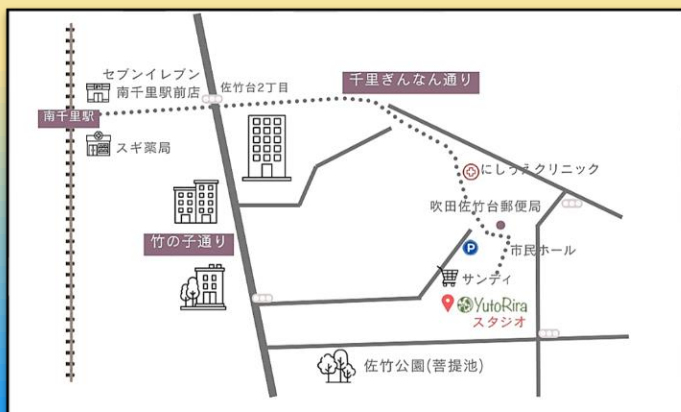 セブンイレブン
南千里駅前店
佐竹台2丁目
千里ぎんなん通り
南千里駅
スギ薬局
にしうえクリニック
吹田佐竹台郵便局
竹の子通り
市民ホール
P
サンディ
YutoRira
スタジオ
佐竹公園(菩提池)